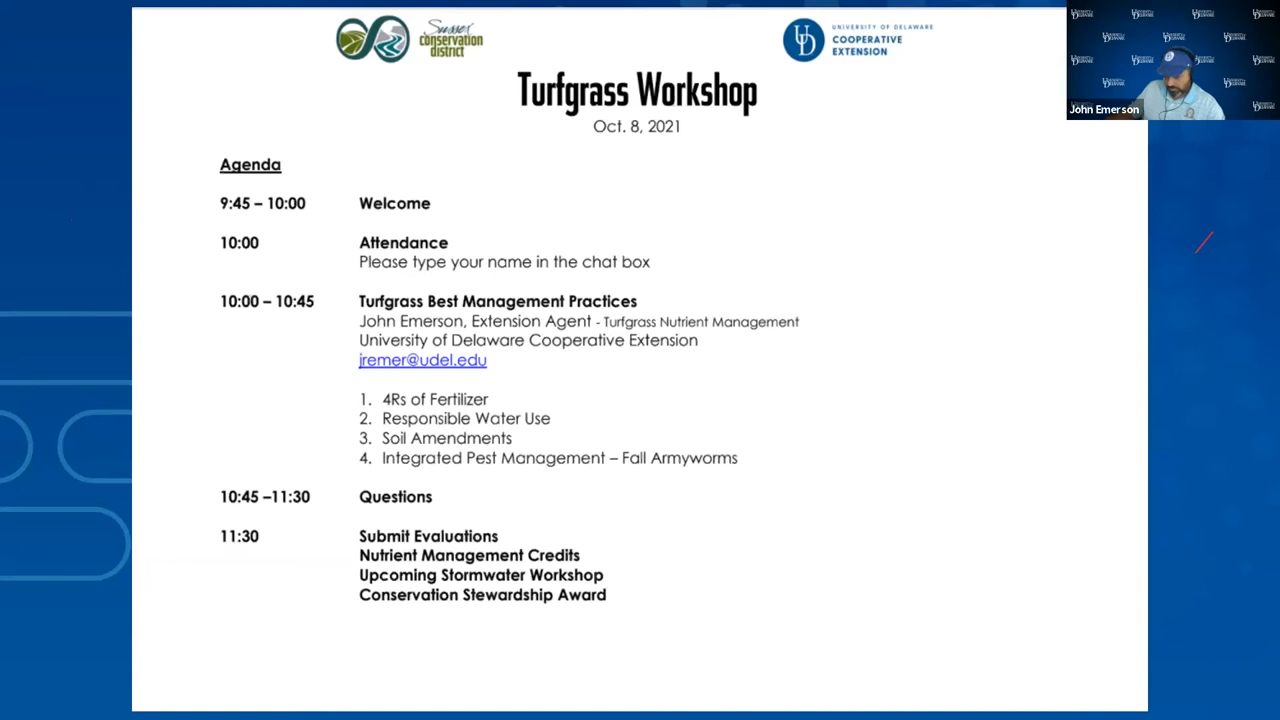 Sussex
conservation
district
UNIVERSITY OF DELAWARE
COOPERATIVE
EXTENSION
UD
Turfgrass Workshop
Oct. 8, 2021
John Emerson
Agenda
9:45 – 10:00 Welcome
10:00 Attendance
Please type your name in the chat box
10:00 – 10:45 Turfgrass Best Management Practices
John Emerson, Extension Agent - Turfgrass Nutrient Management
University of Delaware Cooperative Extension
jremer@udel.edu
1. 4Rs of Fertilizer
2. Responsible Water Use
3. Soil Amendments
4. Integrated Pest Management – Fall Armyworms
10:45 –11:30 Questions
11:30 Submit Evaluations
Nutrient Management Credits
Upcoming Stormwater Workshop
Conservation Stewardship Award